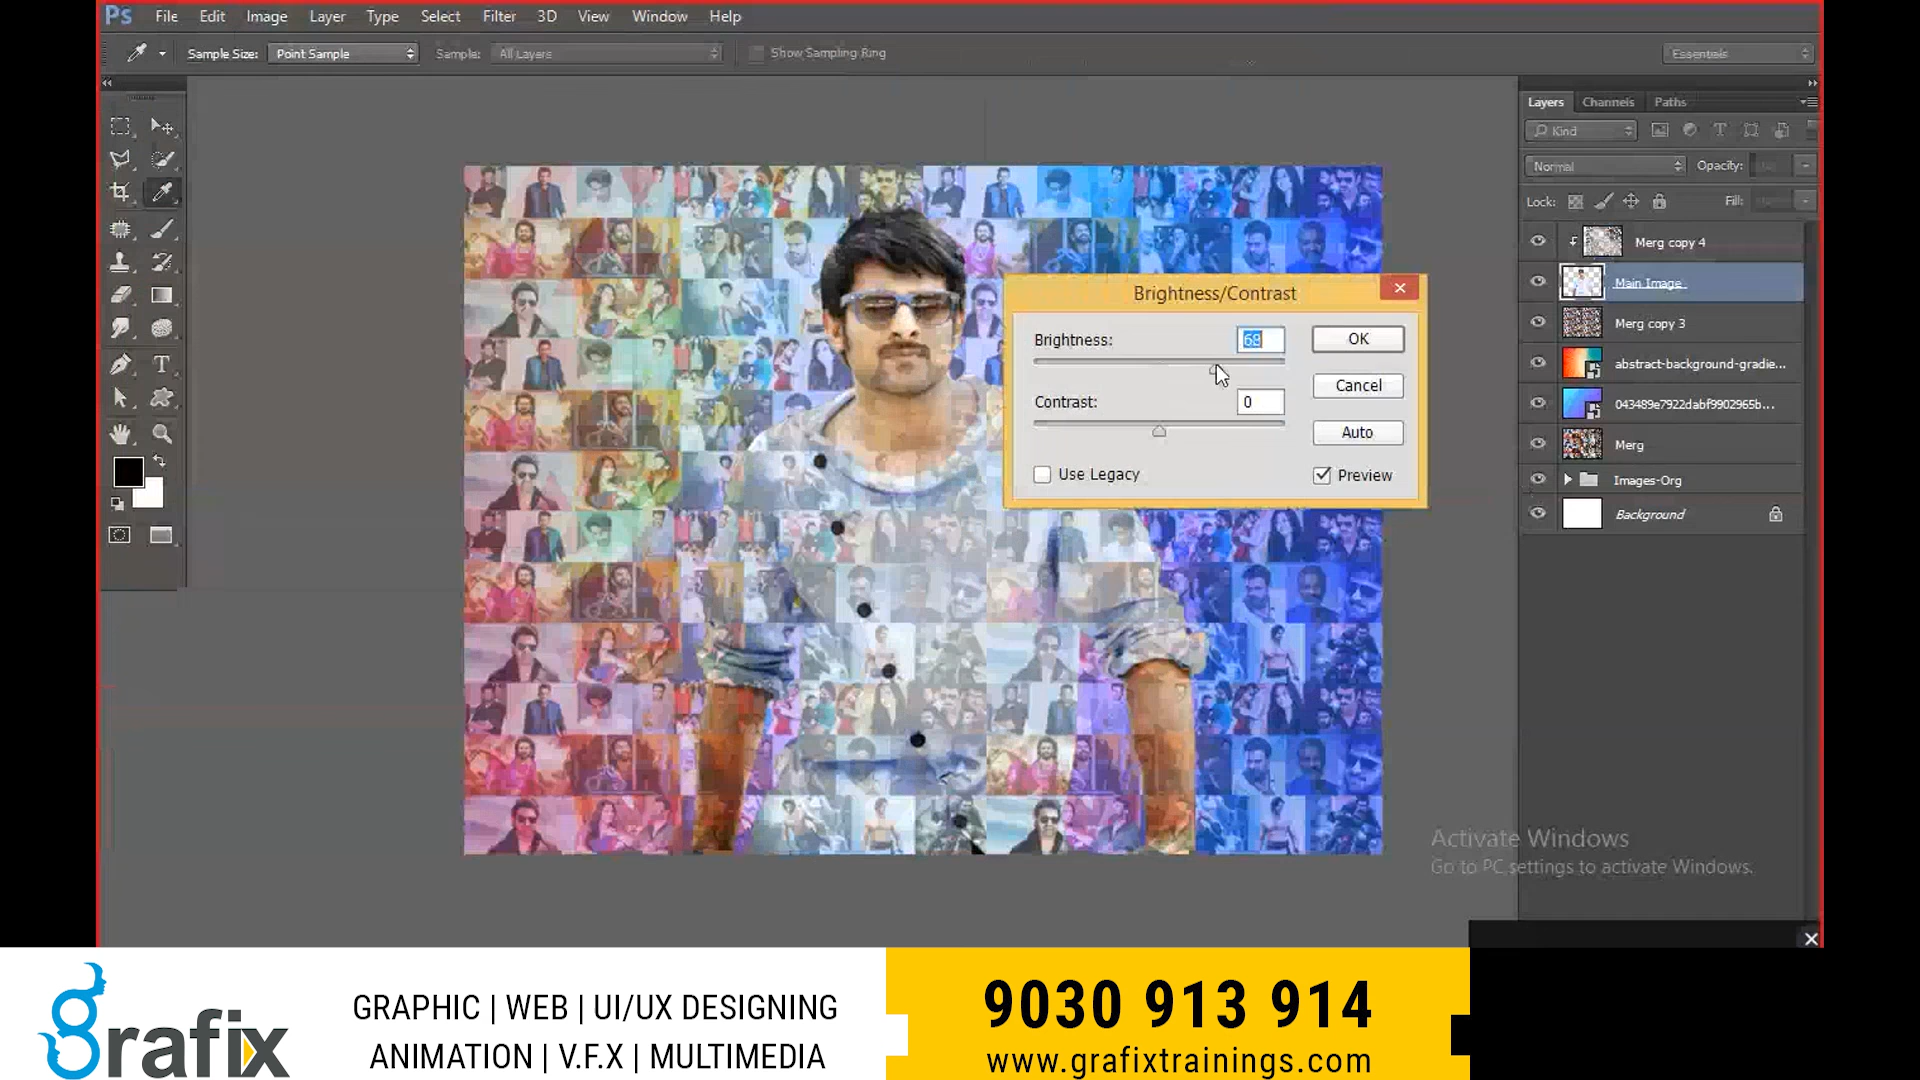 Ps File Edit Image Layer Type Select Filter 3D View Window Help
Sample Size: Point Sample Sample: All Layers Show Sampling Ring Essentials
Layers Channels Paths
Kind
Normal Opacity:
Lock: Fill:
Merg copy 4
Main Image
Merg copy 3
abstract-background-gradie...
043489e7922dabf9902965b...
Merg
Images-Org
Background
Brightness/Contrast
Brightness: 68 OK
Cancel
Contrast: 0
Auto
Use Legacy Preview
Activate Windows
Go to PC settings to activate Windows.
grafix
GRAPHIC | WEB | UI/UX DESIGNING
ANIMATION | V.F.X | MULTIMEDIA
9030 913 914
www.grafixtrainings.com